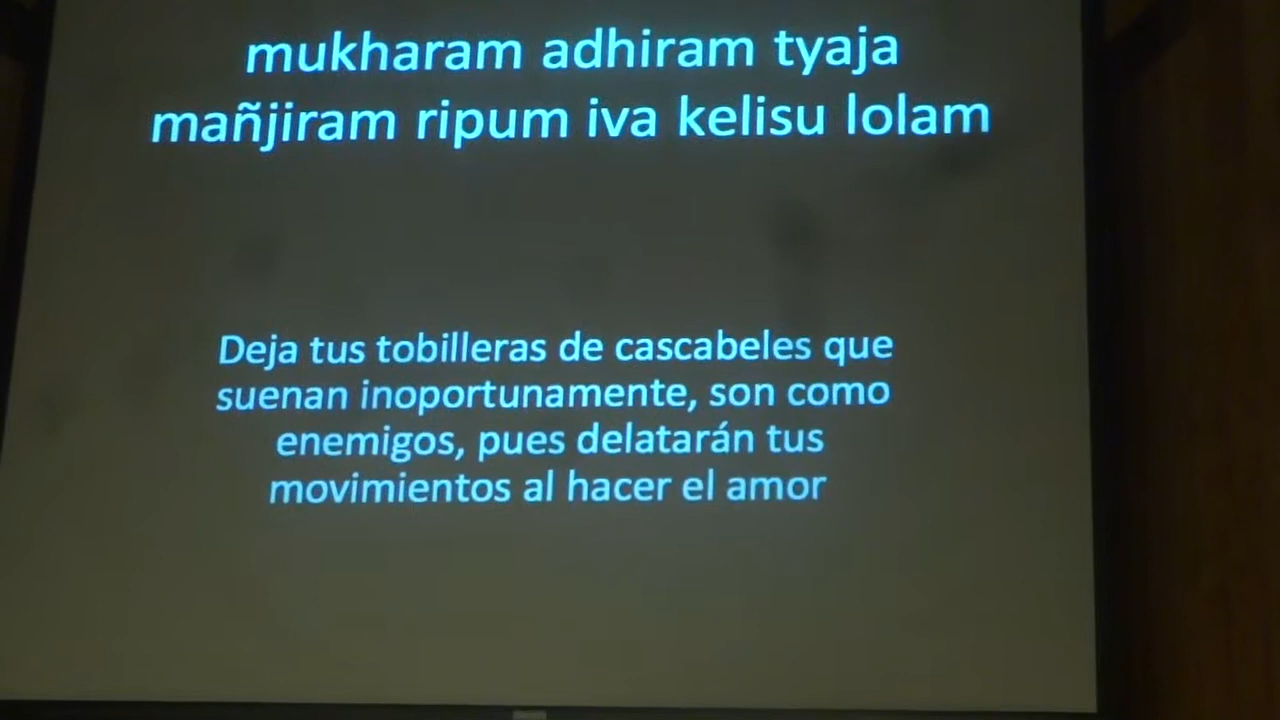 mukharam adhiram tyaja
mañjiram ripum iva kelisu lolam
Deja tus tobilleras de cascabeles que
suenan inoportunamente, son como
enemigos, pues delatarán tus
movimientos al hacer el amor